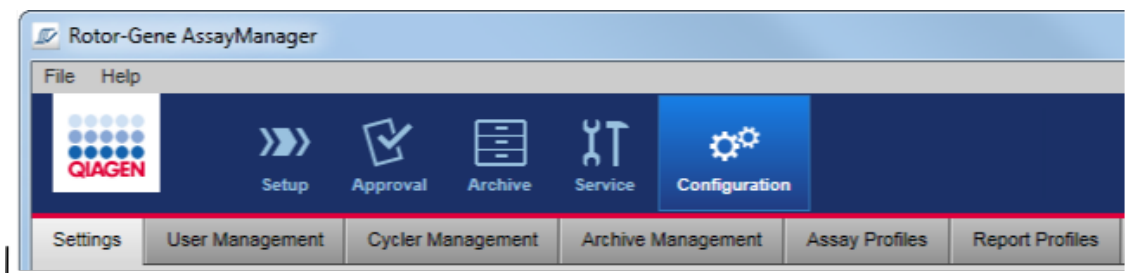 Rotor-Gene AssayManager
File Help
QIAGEN
Setup Approval Archive Service Configuration
Settings User Management Cycler Management Archive Management Assay Profiles Report Profiles